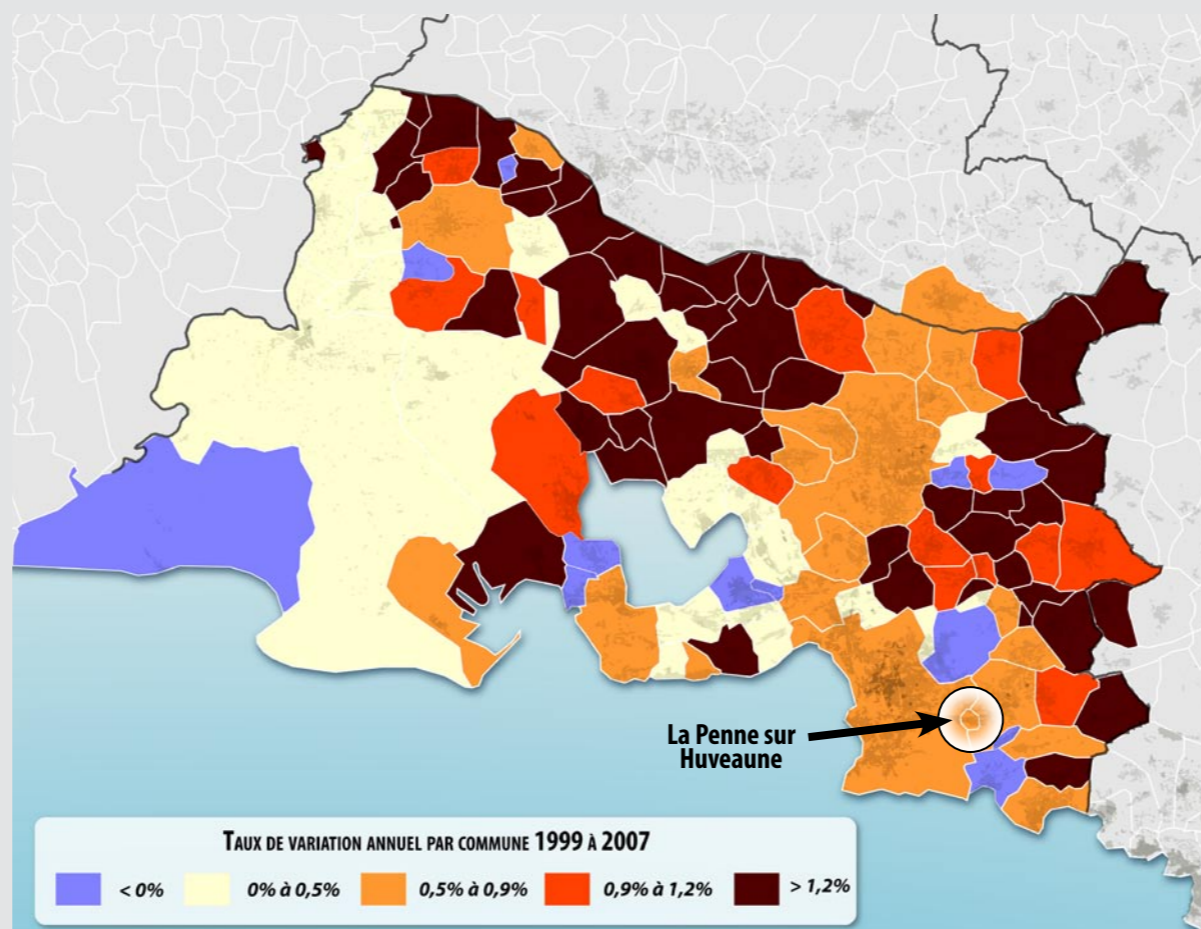 La Penne sur
Huveaune
TAUX DE VARIATION ANNUEL PAR COMMUNE 1999 À 2007
< 0%
0% à 0,5%
0,5% à 0,9%
0,9% à 1,2%
> 1,2%